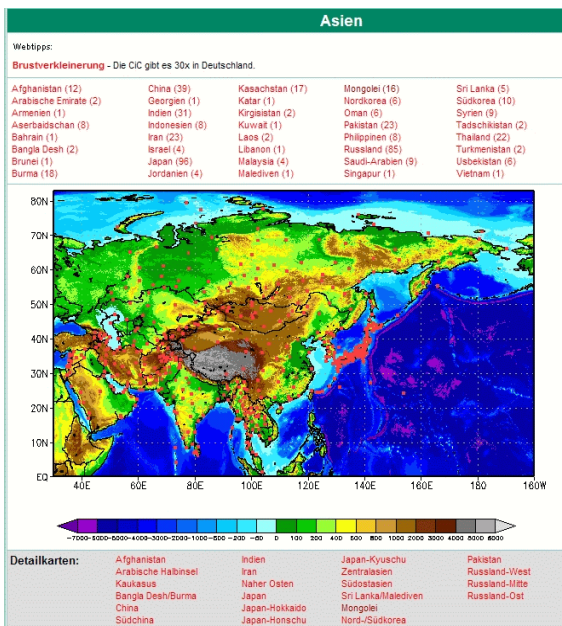 Asien
Webtipps:
Brustverkleinerung - Die CiC gibt es 30x in Deutschland.
Afghanistan (12) China (39) Kasachstan (17) Mongolei (16) Sri Lanka (5)
Arabische Emirate (2) Georgien (1) Katar (1) Nordkorea (6) Südkorea (10)
Armenien (1) Indien (31) Kirgisistan (2) Oman (6) Syrien (9)
Aserbaidschan (8) Indonesien (8) Kuwait (1) Pakistan (23) Tadschikistan (2)
Bahrain (1) Iran (23) Laos (2) Philippinen (8) Thailand (22)
Bangla Desh (2) Israel (4) Libanon (1) Russland (85) Turkmenistan (2)
Brunei (1) Japan (96) Malaysia (4) Saudi-Arabien (9) Usbekistan (6)
Burma (18) Jordanien (4) Malediven (1) Singapur (1) Vietnam (1)
80N
70N
60N
50N
40N
30N
20N
10N
EQ
40E 60E 80E 100E 120E 140E 160E 180 160W
-7000 -6000 -5000 -4000 -3000 -2000 -1000 -500 -200 -50 0 100 200 400 500 800 1000 2000 3000 4000 5000 6000
Detailkarten: Afghanistan Indien Japan-Kyuschu Pakistan
Arabische Halbinsel Iran Zentralasien Russland-West
Kaukasus Naher Osten Südostasien Russland-Mitte
Bangla Desh/Burma Japan Sri Lanka/Malediven Russland-Ost
China Japan-Hokkaido Mongolei
Südchina Japan-Honschu Nord-/Südkorea